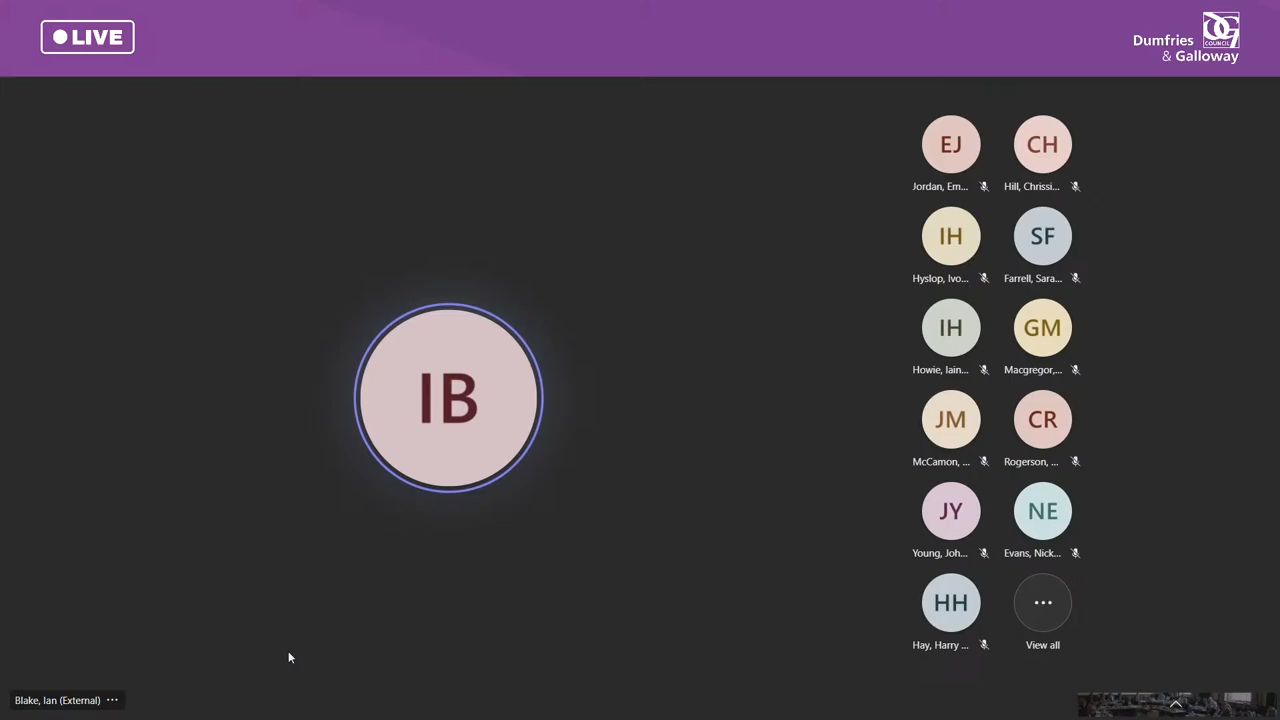 LIVE
Dumfries
COUNCIL
& Galloway
EJ
CH
Jordan, Em...
Hill, Chrissi...
IH
SF
Hyslop, Ivo...
Farrell, Sara...
IH
GM
Howie, Iain...
Macgregor,...
IB
JM
CR
McCamon, ...
Rogerson, ...
JY
NE
Young, Joh...
Evans, Nick...
HH
Hay, Harry ...
View all
Blake, Ian (External)